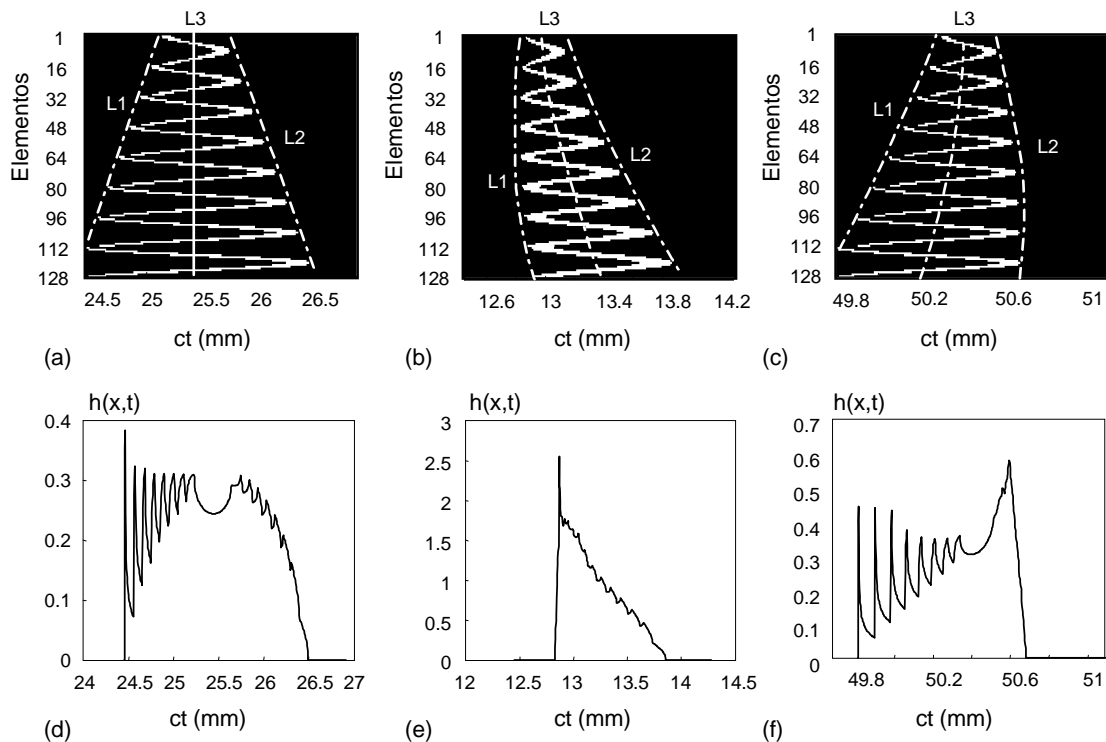 L3 L3 L3
Elementos Elementos Elementos
1 1 1
16 16 16
32 32 32
48 48 48
64 64 64
80 80 80
96 96 96
112 112 112
128 128 128
L1 L2 L1 L2 L1 L2
24.5 25 25.5 26 26.5 12.6 13 13.4 13.8 14.2 49.8 50.2 50.6 51
ct (mm) ct (mm) ct (mm)
(a) (b) (c)
h(x,t) h(x,t) h(x,t)
0.4 3 0.7
0.3 2.5 0.6
0.2 2 0.5
0.1 1.5 0.4
0 1 0.3
0.5 0.2
0 0.1
0
24 24.5 25 25.5 26 26.5 27 12 12.5 13 13.5 14 14.5 49.8 50.2 50.6 51
ct (mm) ct (mm) ct (mm)
(d) (e) (f)